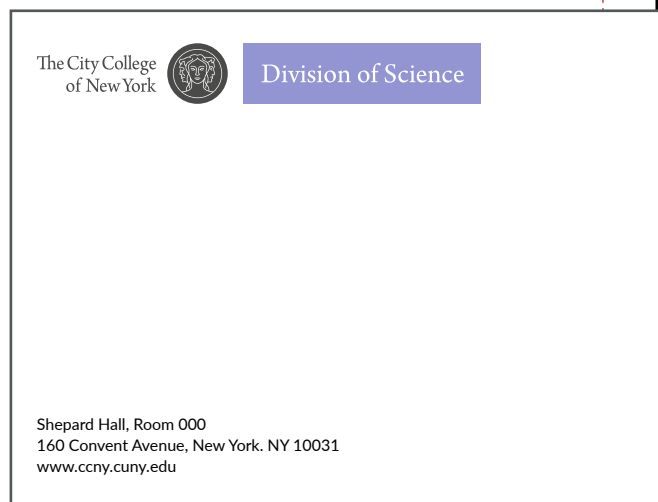 The City College
of New York
Division of Science
Shepard Hall, Room 000
160 Convent Avenue, New York. NY 10031
www.ccny.cuny.edu